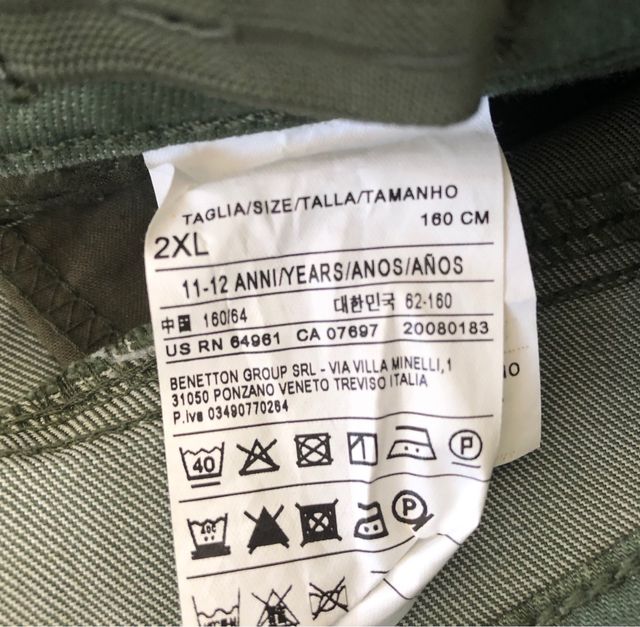 TAGLIA/SIZE/TALLA/TAMANHO
2XL 160 CM
11-12 ANNI/YEARS/ANOS/AÑOS
中国 160/64 대한민국 62-160
US RN 64961 CA 07697 20080183
BENETTON GROUP SRL - VIA VILLA MINELLI,1
31050 PONZANO VENETO TREVISO ITALIA
P.iva 03490770264
40 P
P